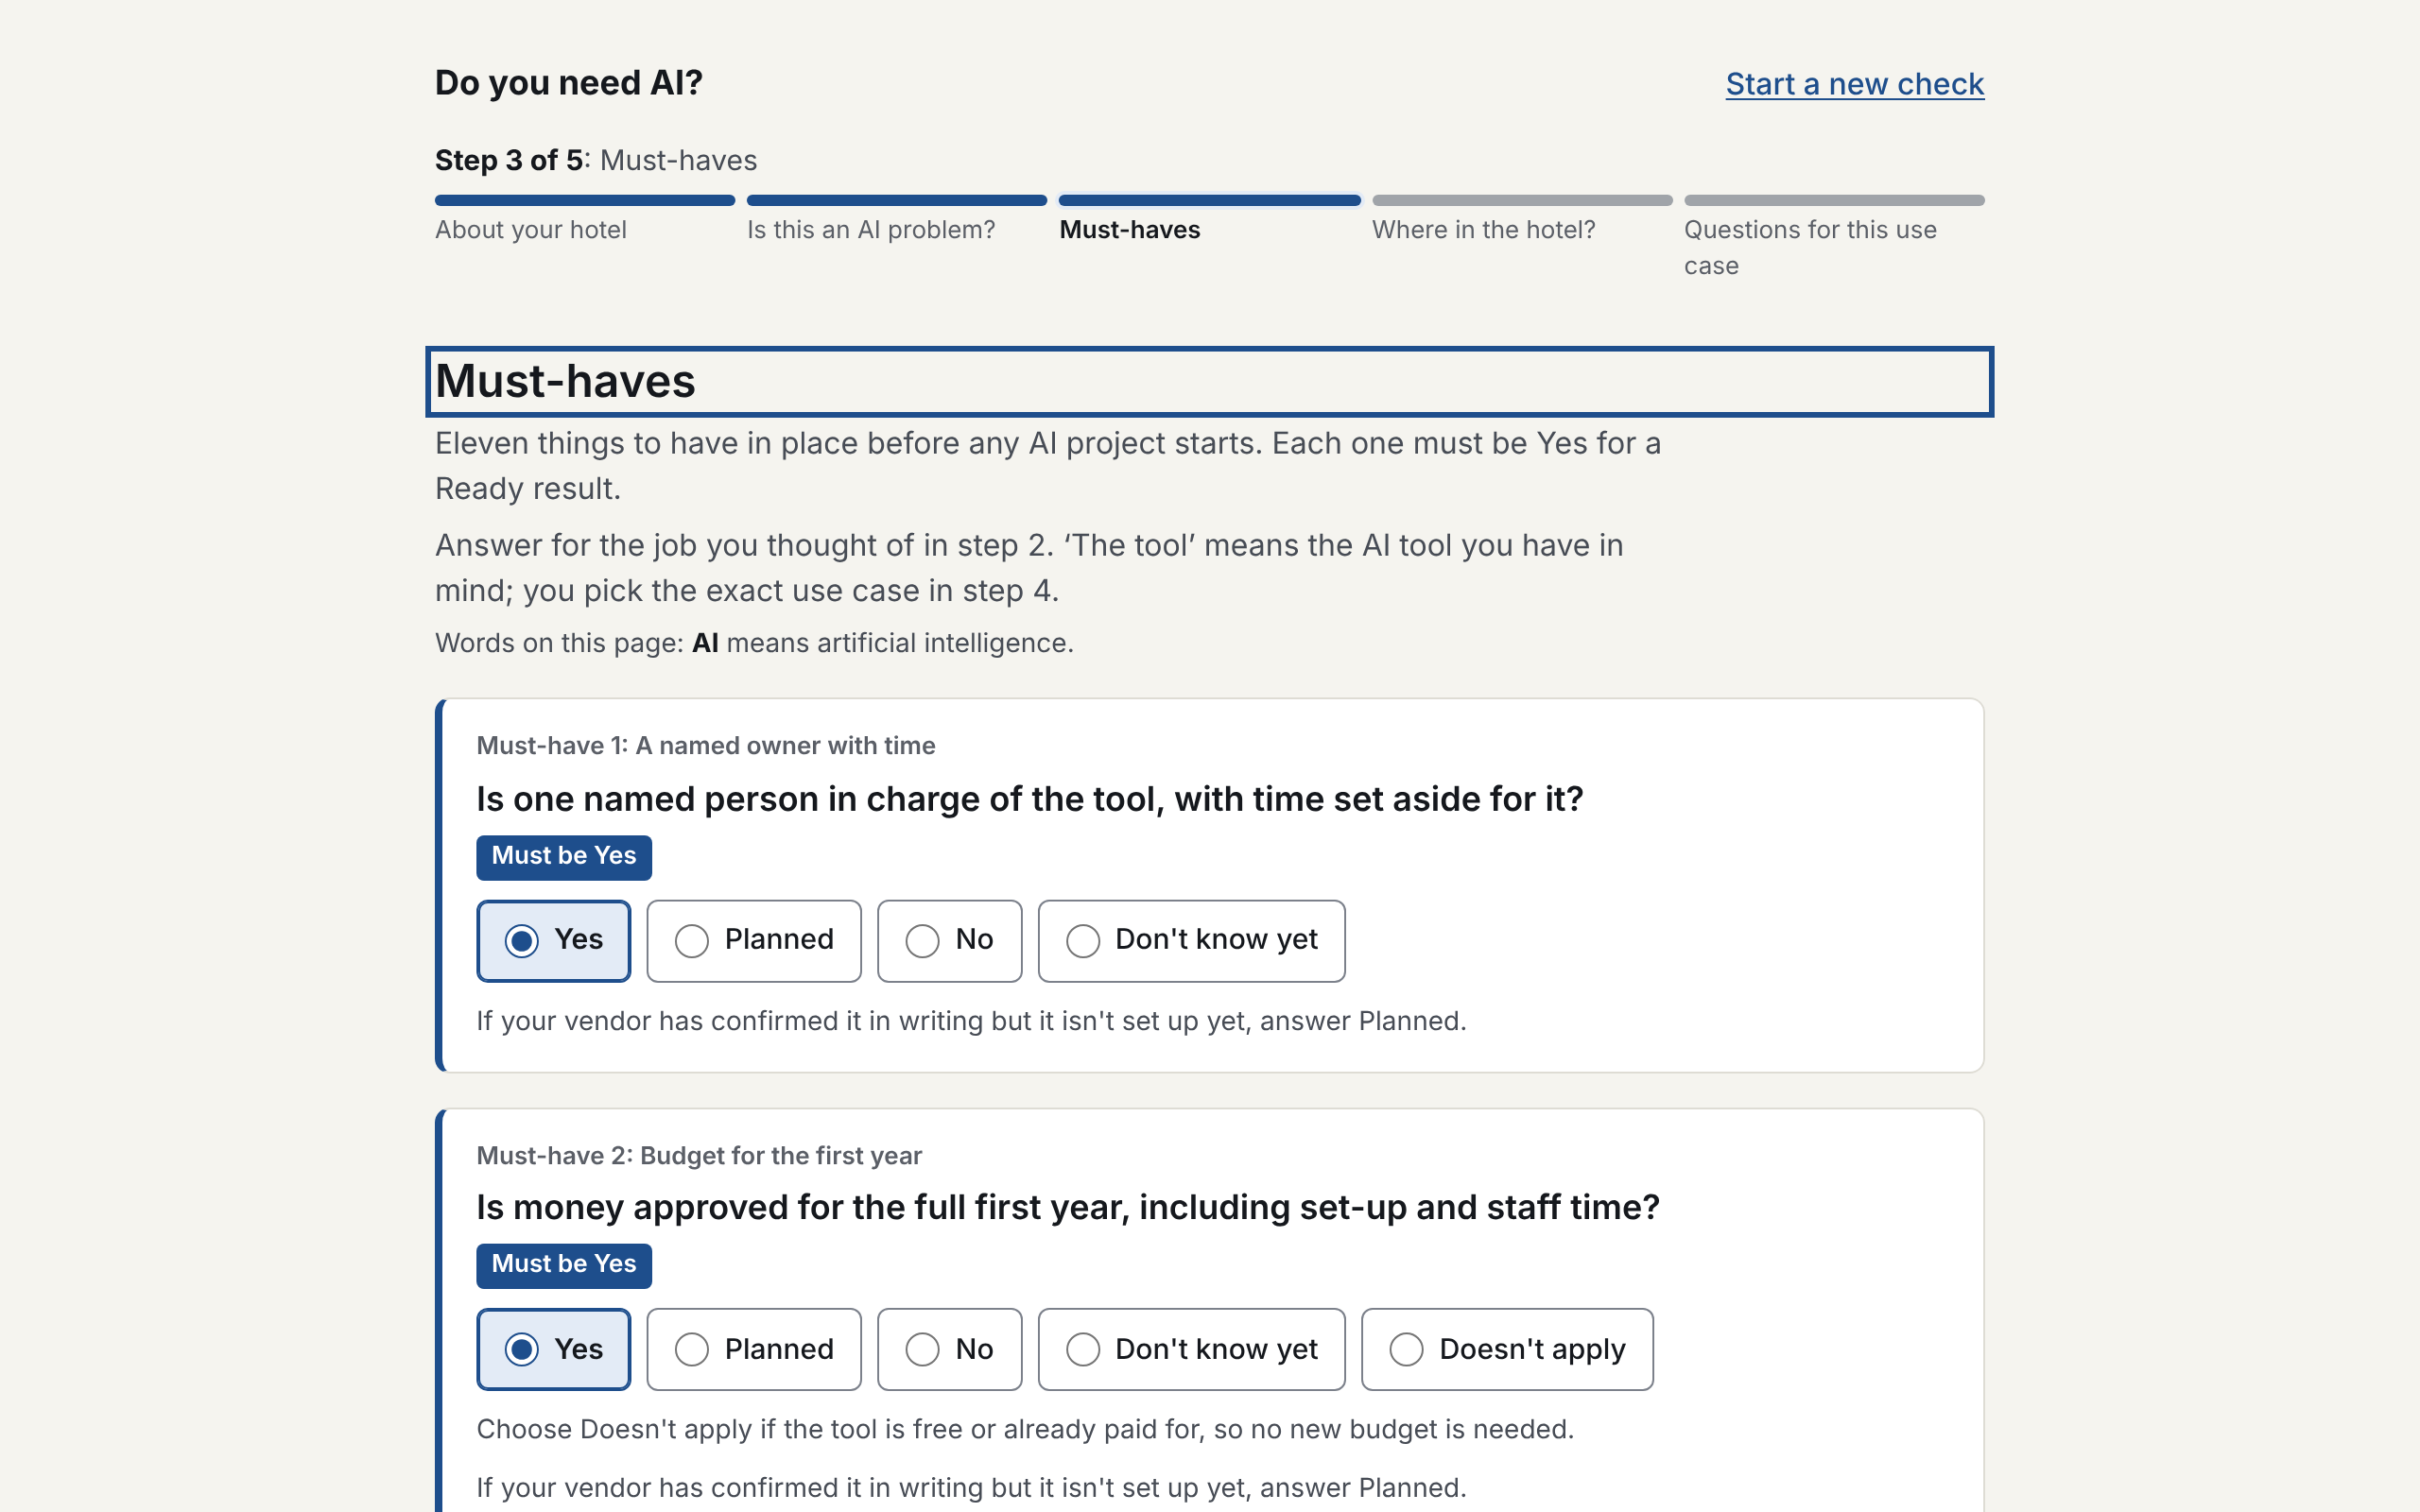 Do you need AI?
Start a new check
Step 3 of 5: Must-haves
About your hotel
Is this an AI problem?
Must-haves
Where in the hotel?
Questions for this use
case
Must-haves
Eleven things to have in place before any AI project starts. Each one must be Yes for a
Ready result.
Answer for the job you thought of in step 2. ‘The tool’ means the AI tool you have in
mind; you pick the exact use case in step 4.
Words on this page: AI means artificial intelligence.
Must-have 1: A named owner with time
Is one named person in charge of the tool, with time set aside for it?
Must be Yes
Yes
Planned
No
Don't know yet
If your vendor has confirmed it in writing but it isn't set up yet, answer Planned.
Must-have 2: Budget for the first year
Is money approved for the full first year, including set-up and staff time?
Must be Yes
Yes
Planned
No
Don't know yet
Doesn't apply
Choose Doesn't apply if the tool is free or already paid for, so no new budget is needed.
If your vendor has confirmed it in writing but it isn't set up yet, answer Planned.